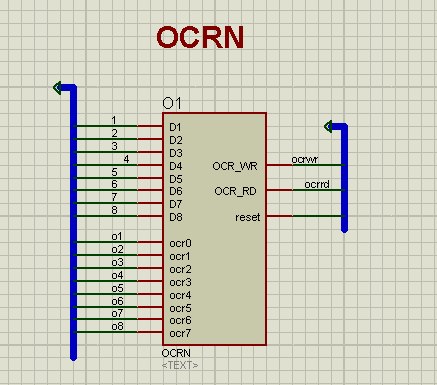 OCRN
O1
1 D1
2 D2
3 D3
4 D4 OCR_WR ocrwr
5 D5
6 D6 OCR_RD ocrrd
7 D7
8 D8 reset
o1 ocr0
o2 ocr1
o3 ocr2
o4 ocr3
o5 ocr4
o6 ocr5
o7 ocr6
o8 ocr7
OCRN
<TEXT>